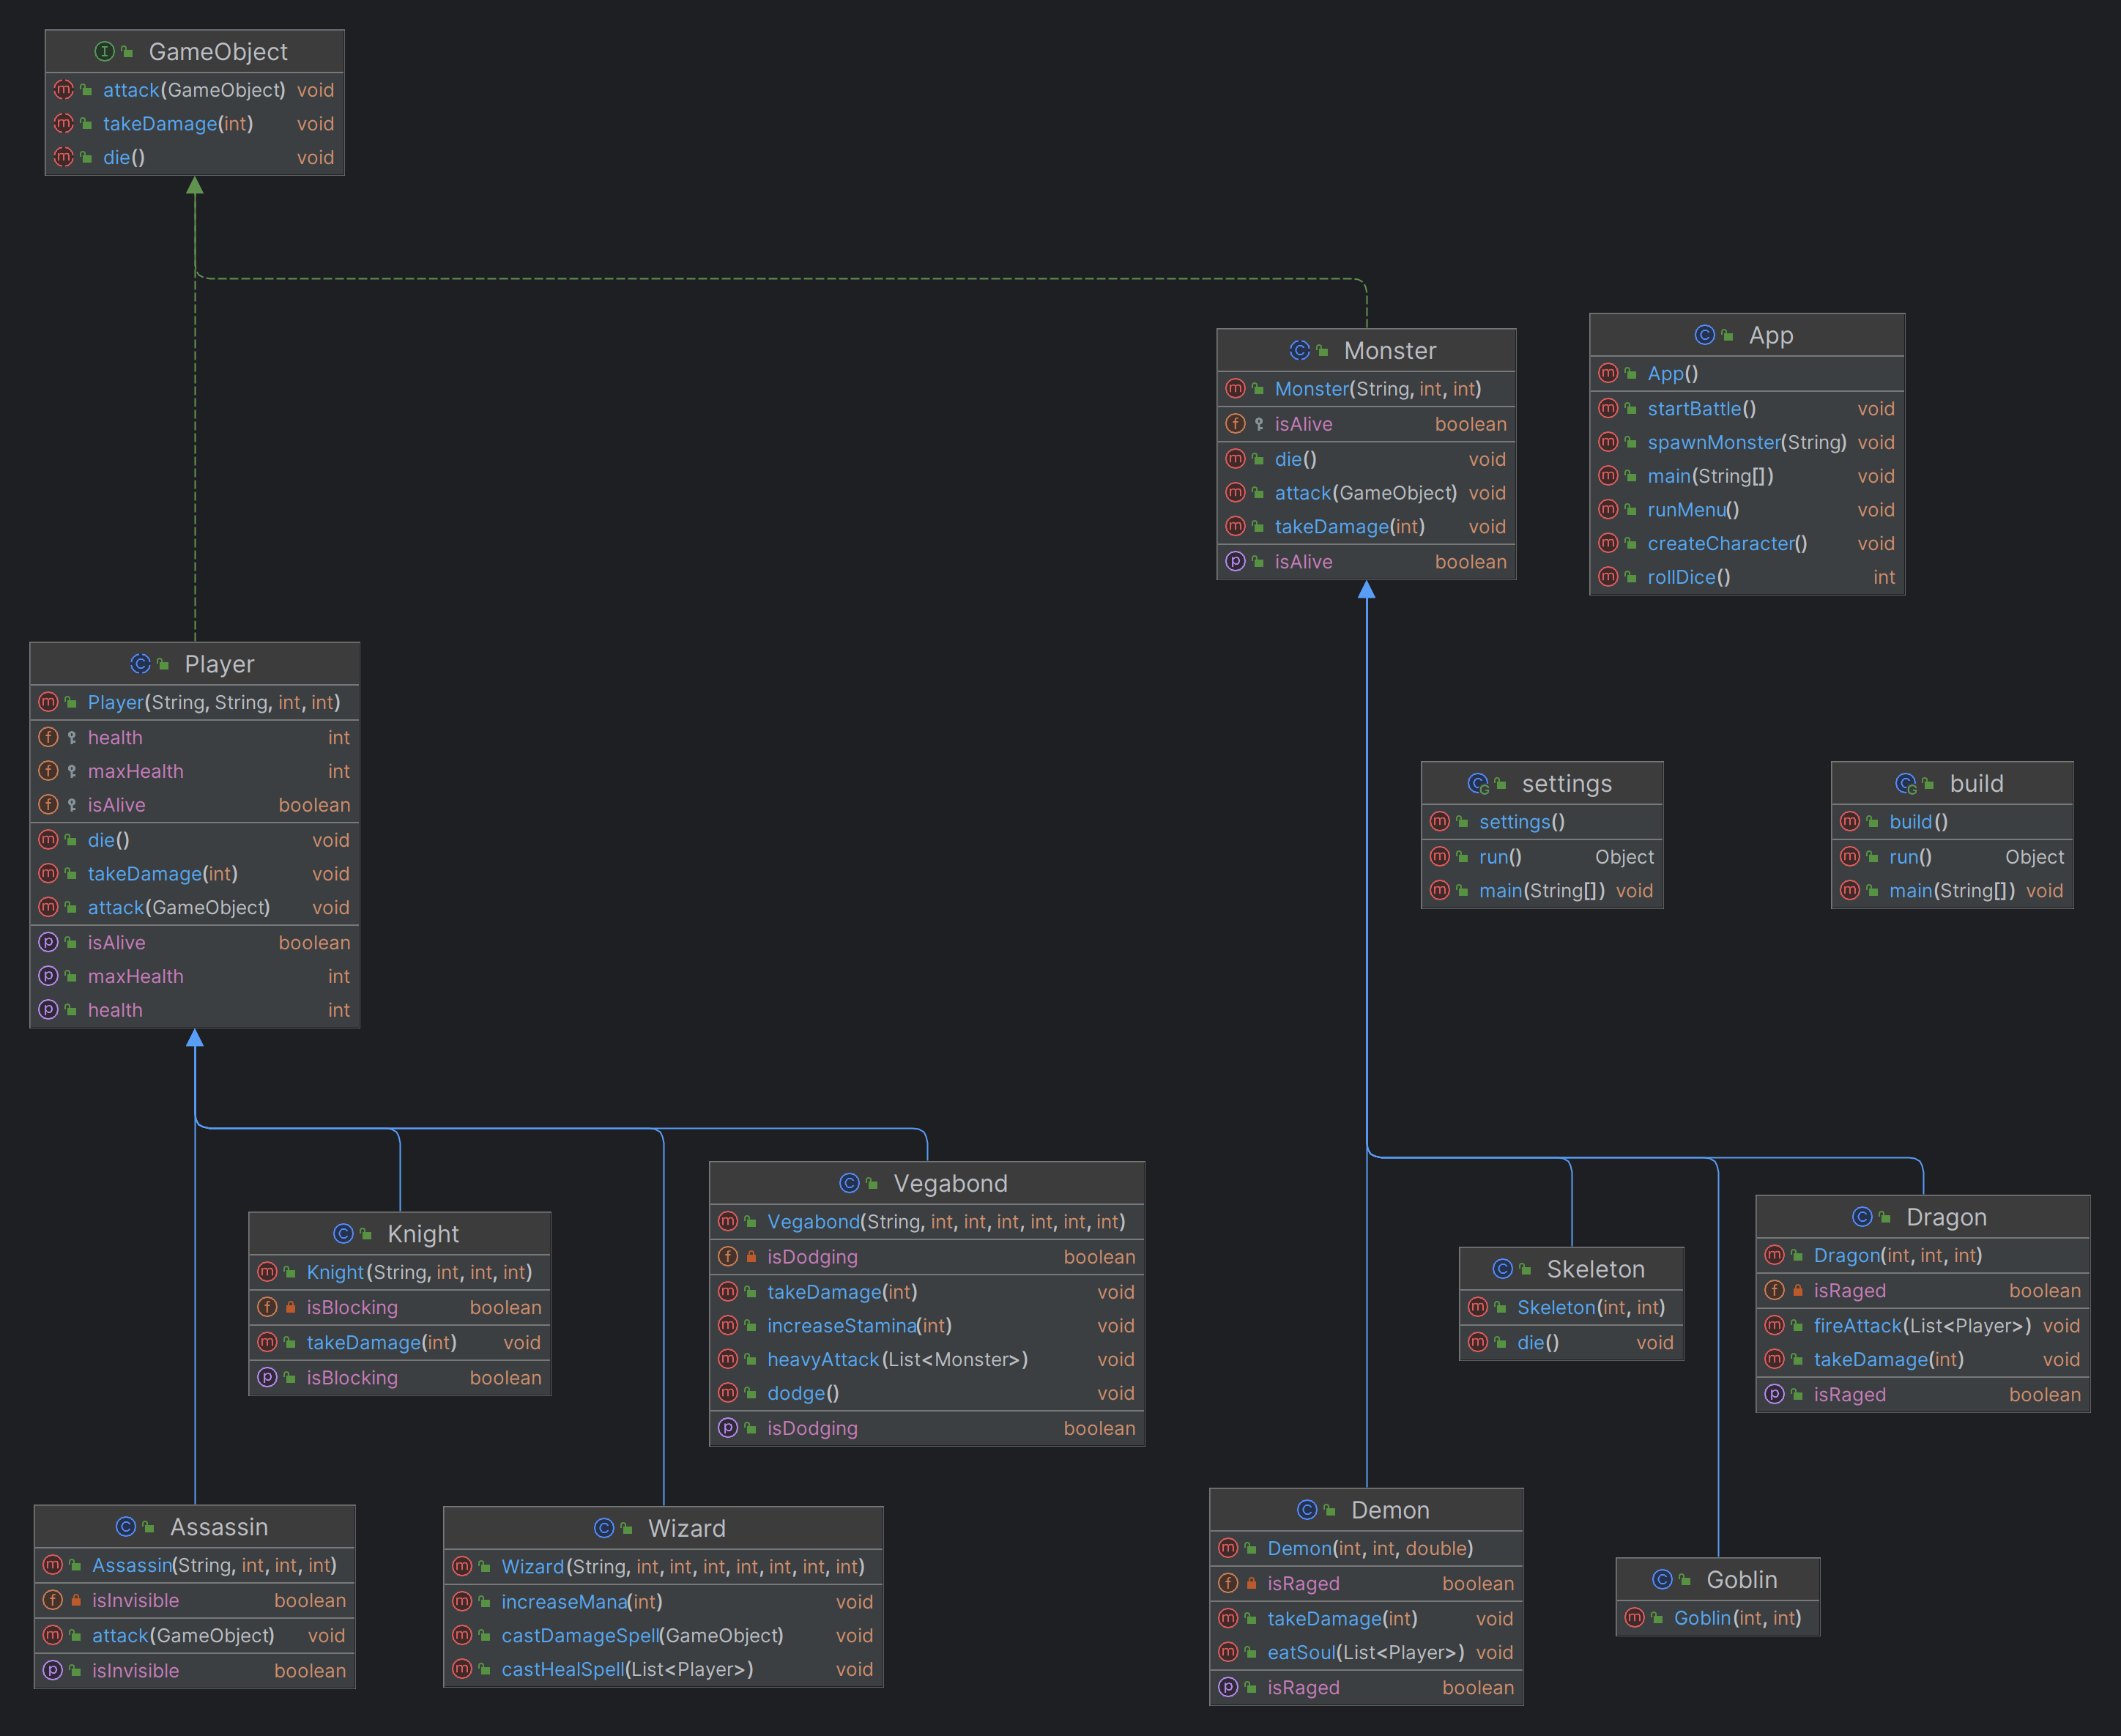 GameObject
attack(GameObject) void
takeDamage(int) void
die() void
Monster
Monster(String, int, int)
isAlive boolean
die() void
attack(GameObject) void
takeDamage(int) void
isAlive boolean
App
App()
startBattle() void
spawnMonster(String) void
main(String[]) void
runMenu() void
createCharacter() void
rollDice() int
Player
Player(String, String, int, int)
health int
maxHealth int
isAlive boolean
die() void
takeDamage(int) void
attack(GameObject) void
isAlive boolean
maxHealth int
health int
settings
settings()
run() Object
main(String[]) void
build
build()
run() Object
main(String[]) void
Knight
Knight(String, int, int, int)
isBlocking boolean
takeDamage(int) void
isBlocking boolean
Vegabond
Vegabond(String, int, int, int, int, int, int)
isDodging boolean
takeDamage(int) void
increaseStamina(int) void
heavyAttack(List<Monster>) void
dodge() void
isDodging boolean
Skeleton
Skeleton(int, int)
die() void
Dragon
Dragon(int, int, int)
isRaged boolean
fireAttack(List<Player>) void
takeDamage(int) void
isRaged boolean
Assassin
Assassin(String, int, int, int)
isInvisible boolean
attack(GameObject) void
isInvisible boolean
Wizard
Wizard(String, int, int, int, int, int, int, int)
increaseMana(int) void
castDamageSpell(GameObject) void
castHealSpell(List<Player>) void
Demon
Demon(int, int, double)
isRaged boolean
takeDamage(int) void
eatSoul(List<Player>) void
isRaged boolean
Goblin
Goblin(int, int)